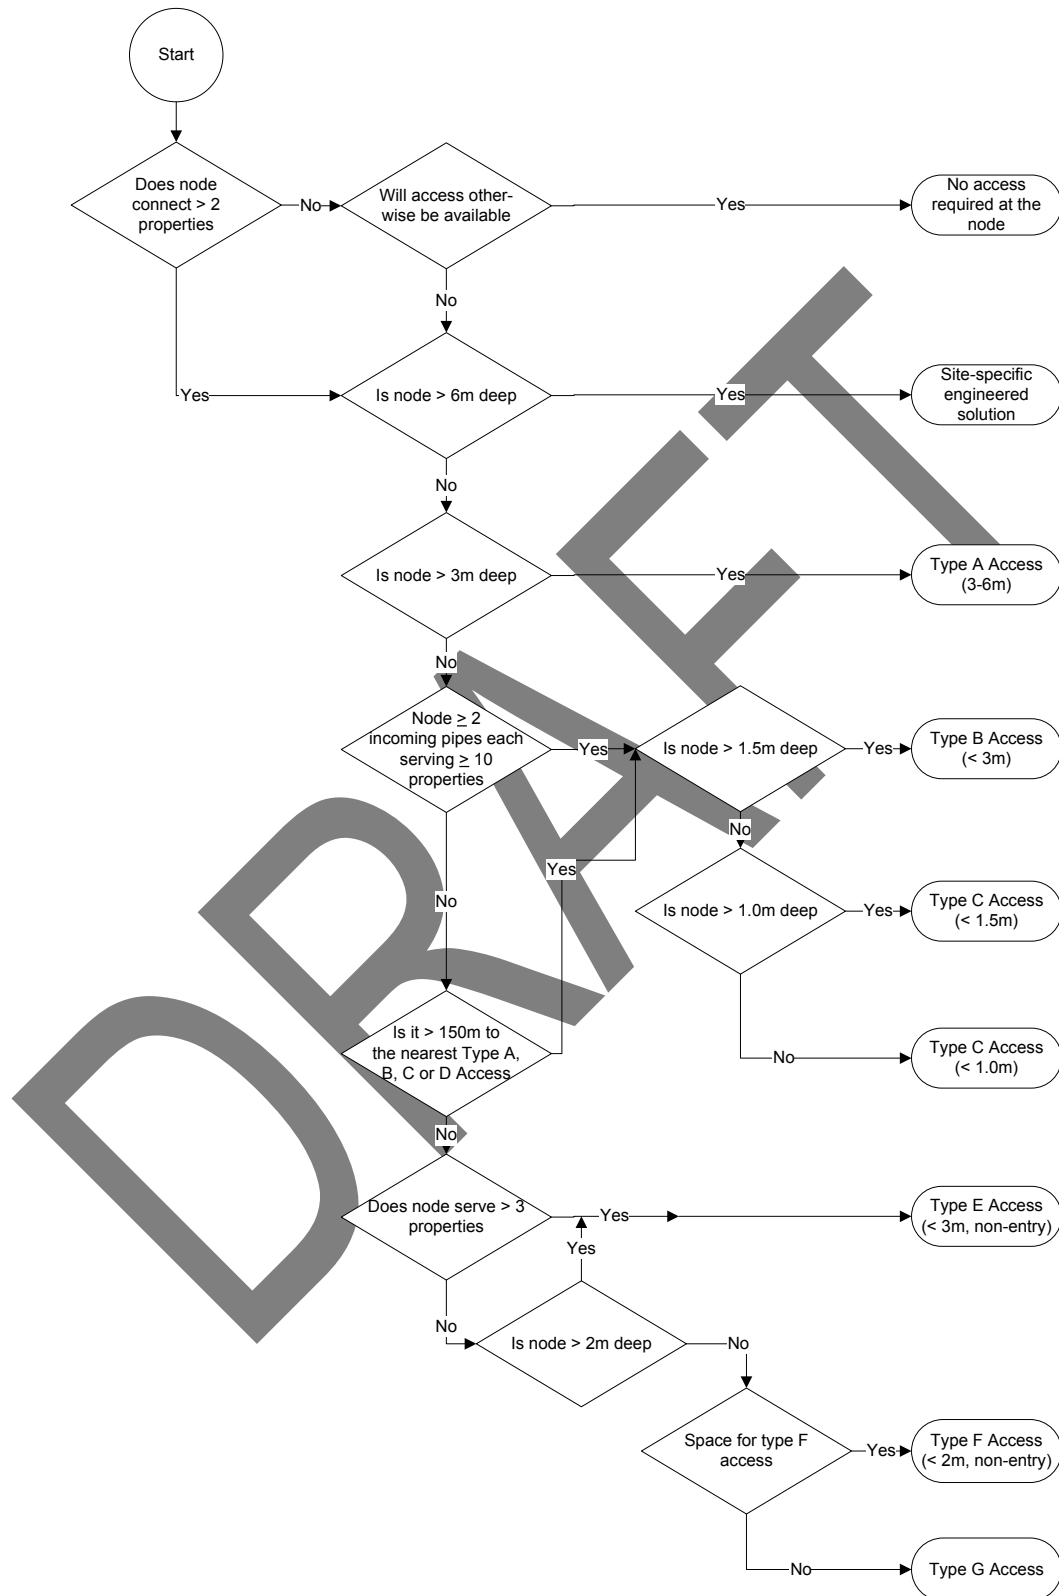 Start
Does node
connect > 2
properties
No
Will access other-
wise be available
Yes
No access
required at the
node
No
Yes
Is node > 6m deep
Yes
Site-specific
engineered
solution
No
Is node > 3m deep
Yes
Type A Access
(3-6m)
No
Node ≥ 2
incoming pipes each
serving ≥ 10
properties
Yes
Is node > 1.5m deep
Yes
Type B Access
(< 3m)
No
Yes
No
Is node > 1.0m deep
Yes
Type C Access
(< 1.5m)
Is it > 150m to
the nearest Type A,
B, C or D Access
No
Type C Access
(< 1.0m)
No
Does node serve > 3
properties
Yes
Type E Access
(< 3m, non-entry)
Yes
No
Is node > 2m deep
No
Space for type F
access
Yes
Type F Access
(< 2m, non-entry)
No
Type G Access
DRAFT